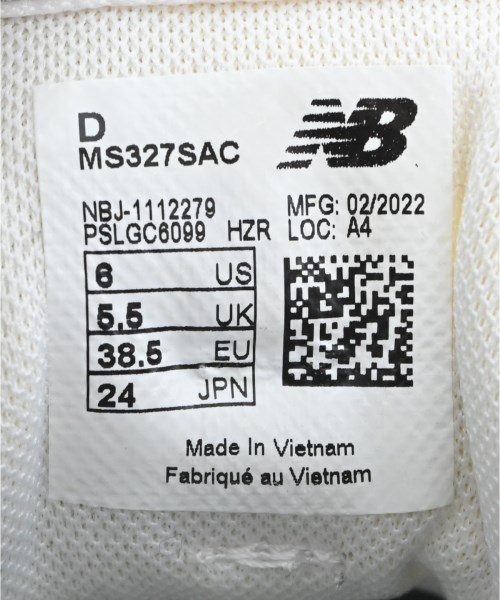 D
MS327SAC
NB
NBJ-1112279 MFG: 02/2022
PSLGC6099 HZR LOC: A4
6 US
5.5 UK
38.5 EU
24 JPN
Made In Vietnam
Fabriqué au Vietnam